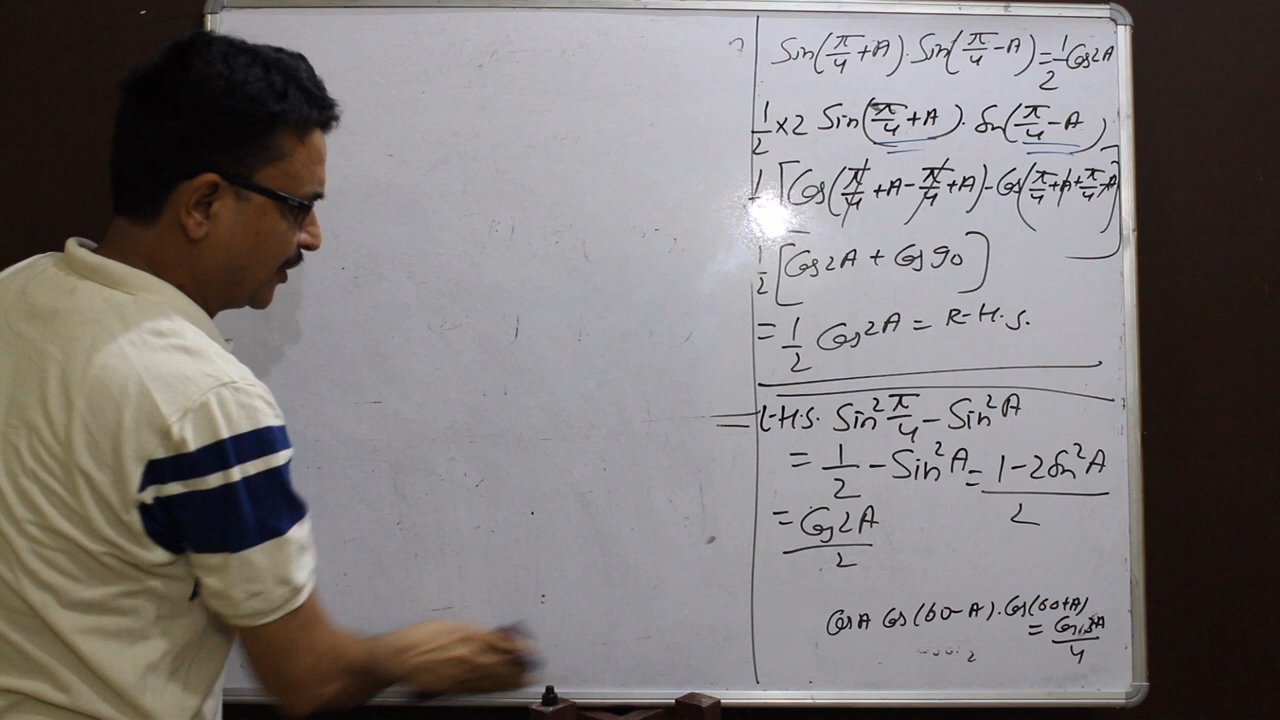 Sin(π/4 + A) . Sin(π/4 - A) = 1/2 Cos2A
1/2 × 2 Sin(π/4 + A) . Sin(π/4 - A)
1/2 [Cos(π/4 + A - π/4 + A) - Cos(π/4 + A + π/4 - A)]
1/2 [Cos2A + Cos 90]
= 1/2 Cos2A = R-H.S.
L-H.S. Sin²π/4 - Sin²A
= 1/2 - Sin²A = 1-2Sin²A/2
= Cos2A/2
CosA Cos(60-A) . Cos(60+A)
= Cos3A/4